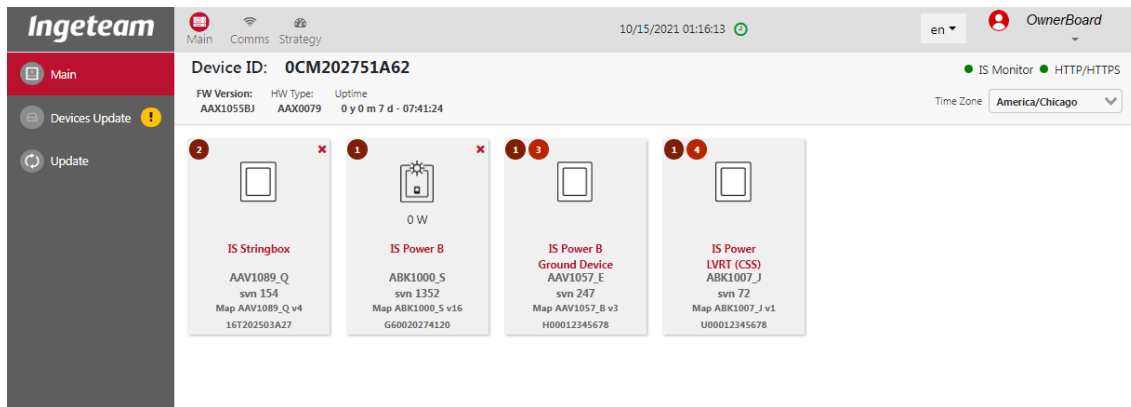 Ingeteam
Main Comms Strategy
10/15/2021 01:16:13
en
OwnerBoard
Main
Devices Update !
Update
Device ID: 0CM202751A62
IS Monitor HTTP/HTTPS
FW Version: HW Type: Uptime
AAX1055BJ AAX0079 0 y 0 m 7 d - 07:41:24
Time Zone America/Chicago
2
IS Stringbox
AAV1089_Q
svn 154
Map AAV1089_Q v4
16T202503A27
1
0 W
IS Power B
ABK1000_S
svn 1352
Map ABK1000_S v16
G60020274120
1 3
IS Power B
Ground Device
AAV1057_E
svn 247
Map AAV1057_B v3
H00012345678
1 4
IS Power
LVRT (CSS)
ABK1007_J
svn 72
Map ABK1007_J v1
U00012345678